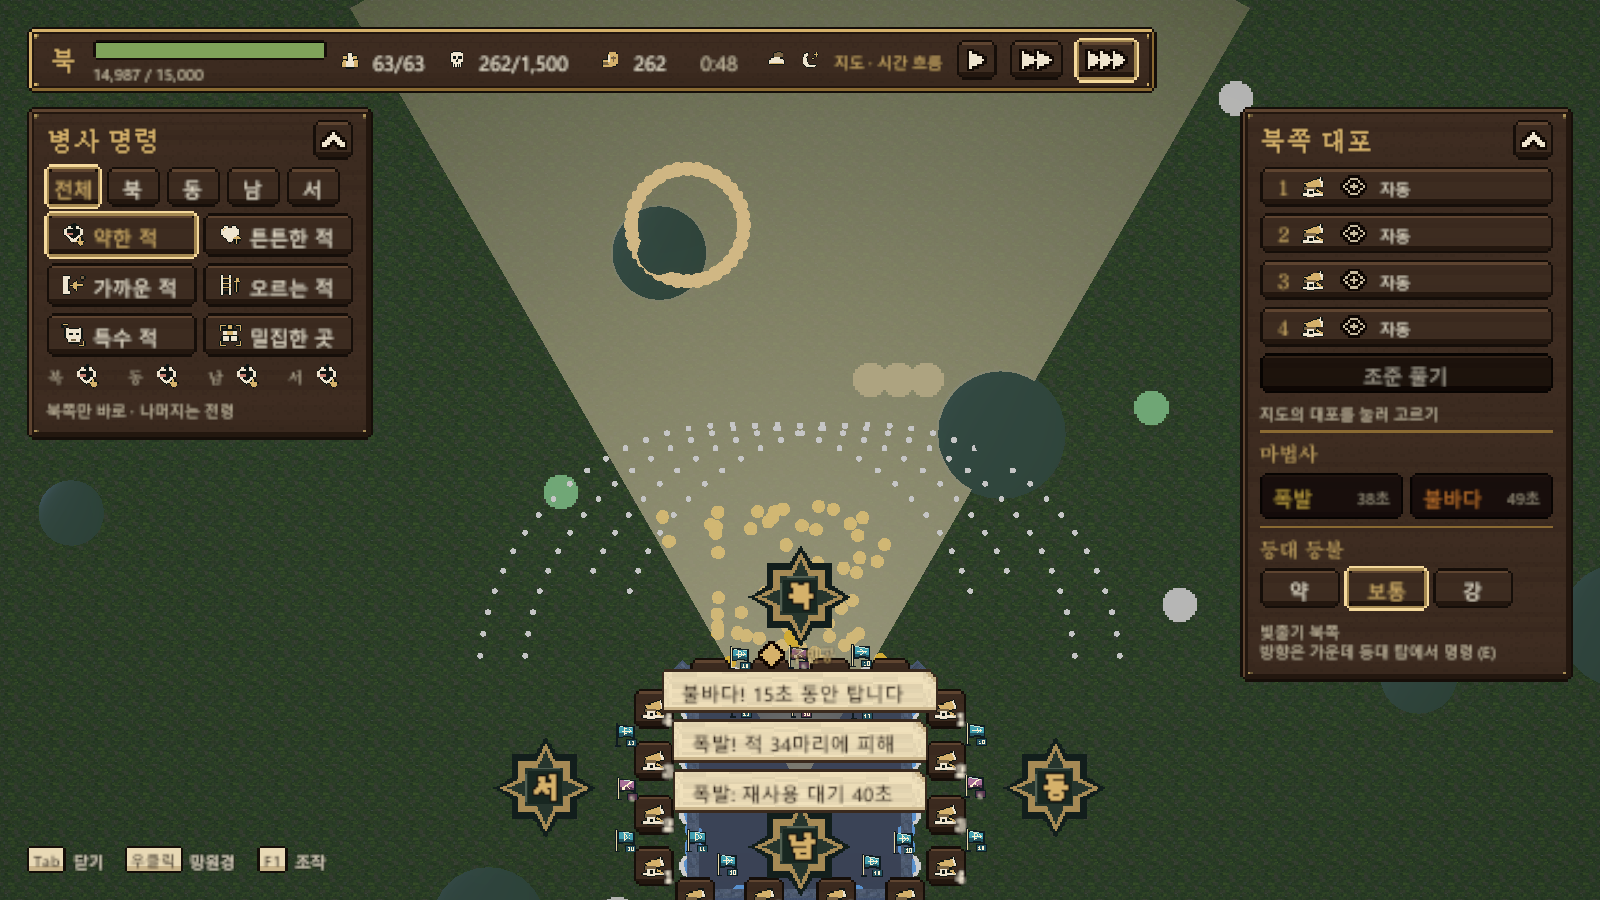 북
14,987 / 15,000
63/63
262/1,500
262
0:48
지도 · 시간 흐름
병사 명령
전체 북 동 남 서
약한 적 튼튼한 적
가까운 적 오르는 적
특수 적 밀집한 곳
북 동 남 서
북쪽만 바로 · 나머지는 전령
북쪽 대포
1 자동
2 자동
3 자동
4 자동
조준 풀기
지도의 대포를 눌러 고르기
마법사
폭발 38초 불바다 49초
등대 등불
약 보통 강
빛줄기 북쪽
방향은 가운데 등대 탑에서 명령 (E)
북
불바다! 15초 동안 탑니다
폭발! 적 34마리에 피해
폭발: 재사용 대기 40초
서
동
남
Tab 닫기 우클릭 망원경 F1 조작